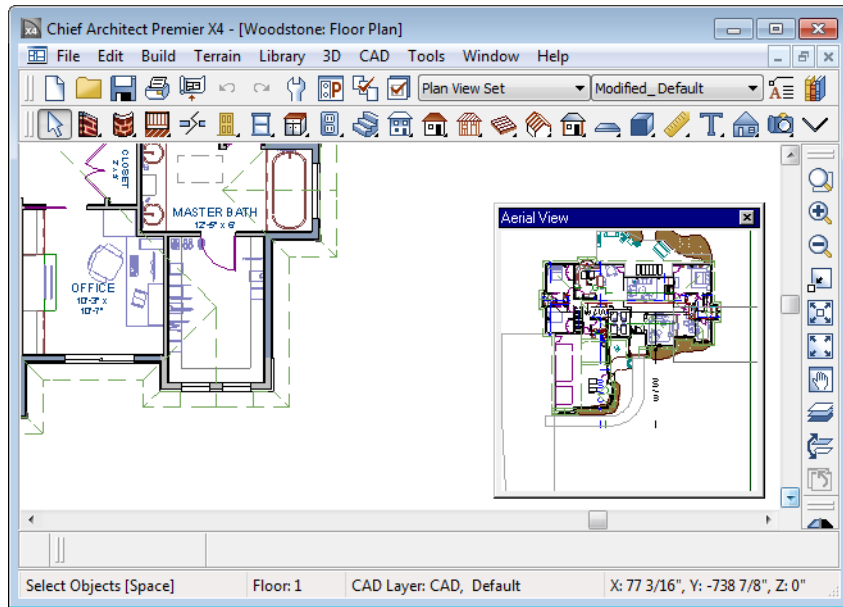 X4 Chief Architect Premier X4 - [Woodstone: Floor Plan]
File Edit Build Terrain Library 3D CAD Tools Window Help
P Plan View Set Modified_Default A
T
CLOSET
MASTER BATH
12'-5" x 6'
OFFICE
10'-3" x
10'-7"
Aerial View
Select Objects [Space] Floor: 1 CAD Layer: CAD, Default X: 77 3/16", Y: -738 7/8", Z: 0"